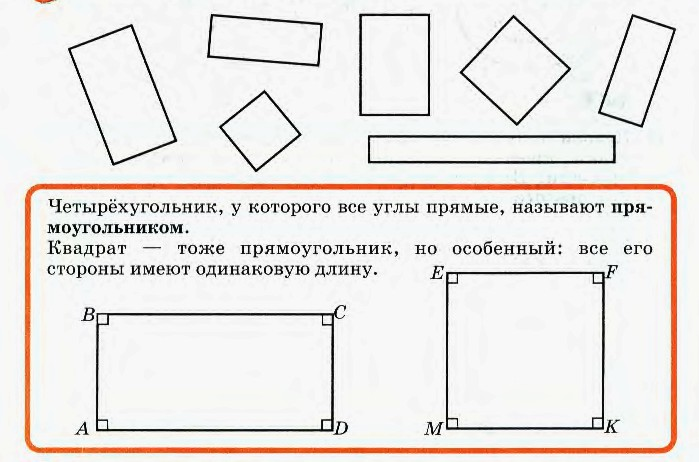 Четырёхугольник, у которого все углы прямые, называют пря-
моугольником.
Квадрат — тоже прямоугольник, но особенный: все его
стороны имеют одинаковую длину.
E F
B C
A D
M K